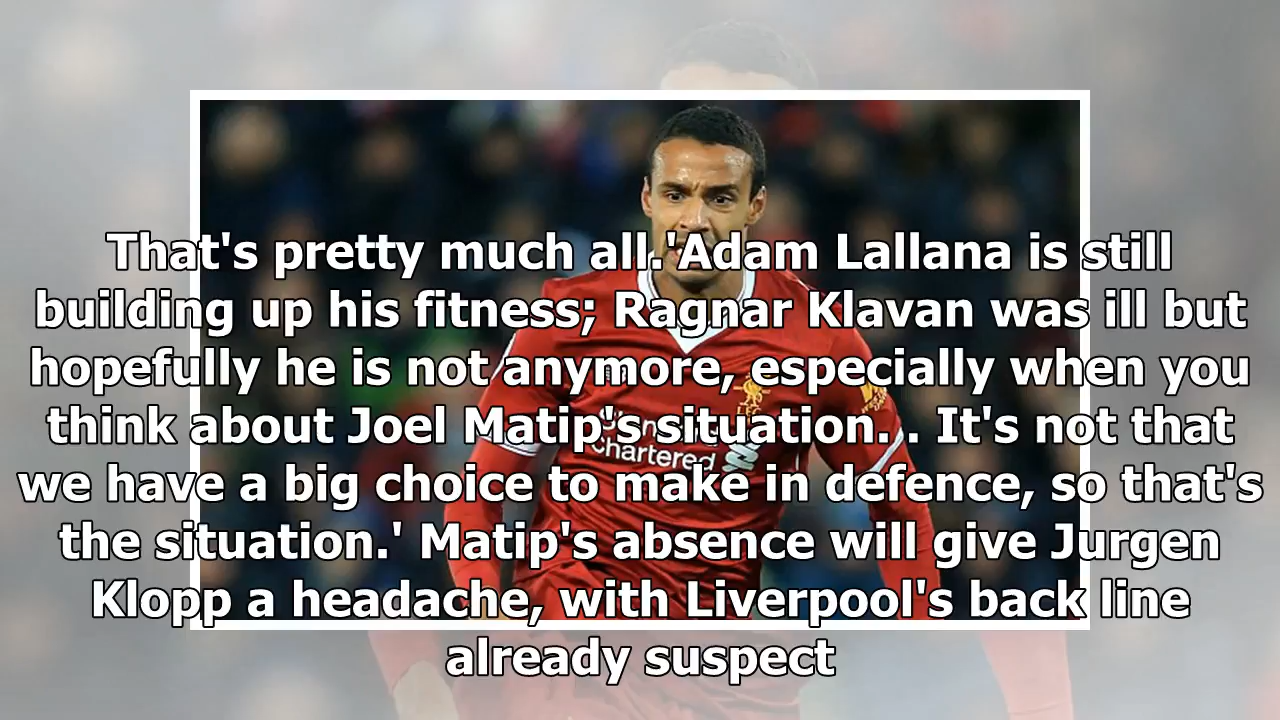 That's pretty much all.'Adam Lallana is still
building up his fitness; Ragnar Klavan was ill but
hopefully he is not anymore, especially when you
think about Joel Matip's situation. . It's not that
we have a big choice to make in defence, so that's
the situation.' Matip's absence will give Jurgen
Klopp a headache, with Liverpool's back line
already suspect
chartered